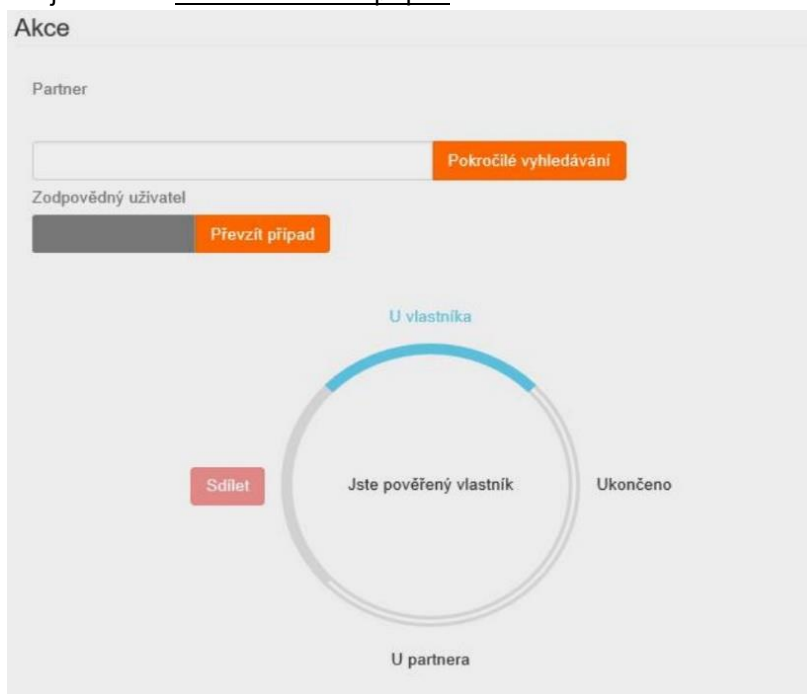 Akce
Partner
Pokročilé vyhledávání
Zodpovědný uživatel
Převzít případ
U vlastníka
Sdílet
Jste pověřený vlastník
Ukončeno
U partnera